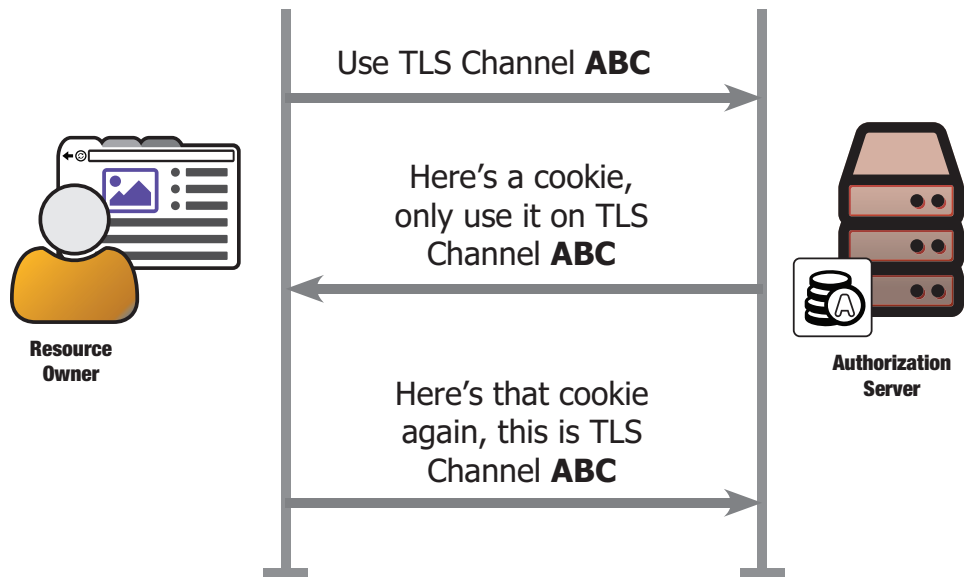 Use TLS Channel ABC
Here’s a cookie,
only use it on TLS
Channel ABC
Resource
Owner
A
Authorization
Server
Here’s that cookie
again, this is TLS
Channel ABC